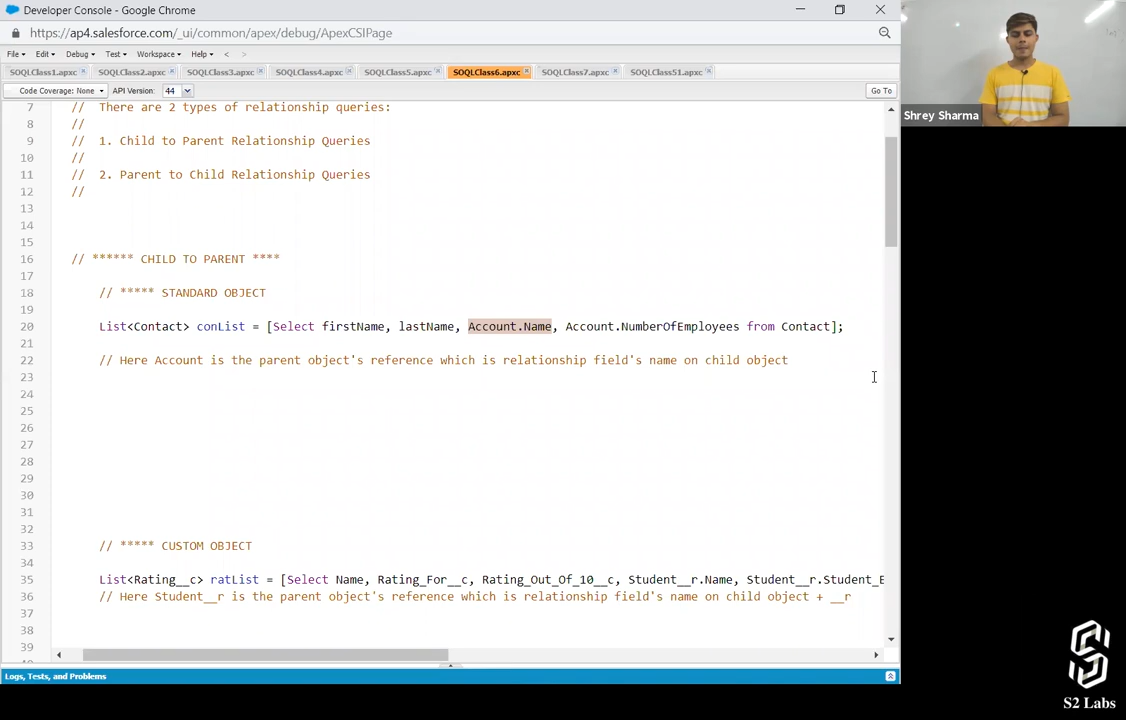 Developer Console - Google Chrome
https://ap4.salesforce.com/_ui/common/apex/debug/ApexCSIPage
File Edit Debug Test Workspace Help < >
SOQLClass1.apxc SOQLClass2.apxc SOQLClass3.apxc SOQLClass4.apxc SOQLClass5.apxc SOQLClass6.apxc SOQLClass7.apxc SOQLClass51.apxc
Code Coverage: None API Version: 44 Go To
7 // There are 2 types of relationship queries:
8 //
9 // 1. Child to Parent Relationship Queries
10 //
11 // 2. Parent to Child Relationship Queries
12 //
13
14
15
16 // ****** CHILD TO PARENT ****
17
18 // ***** STANDARD OBJECT
19
20 List<Contact> conList = [Select firstName, lastName, Account.Name, Account.NumberOfEmployees from Contact];
21
22 // Here Account is the parent object's reference which is relationship field's name on child object
23
24
25
26
27
28
29
30
31
32
33 // ***** CUSTOM OBJECT
34
35 List<Rating__c> ratList = [Select Name, Rating_For__c, Rating_Out_Of_10__c, Student__r.Name, Student__r.Student_E
36 // Here Student__r is the parent object's reference which is relationship field's name on child object + __r
37
38
39
Logs, Tests, and Problems
Shrey Sharma
S2 Labs